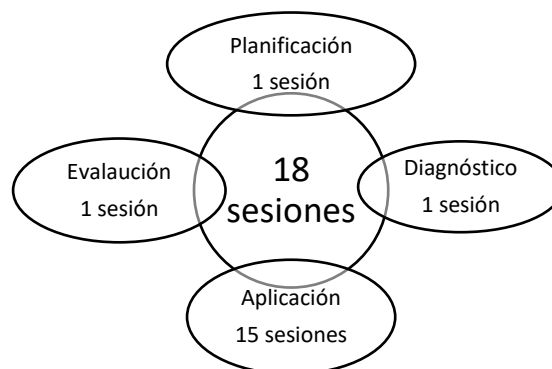 Planificación
1 sesión
Evalaución
1 sesión
18
sesiones
Diagnóstico
1 sesión
Aplicación
15 sesiones